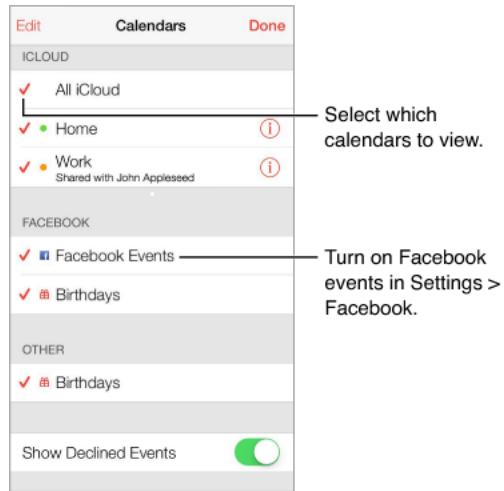 Edit Calendars Done
ICLOUD
All iCloud
Home
Work
Shared with John Appleseed
FACEBOOK
Facebook Events
Birthdays
OTHER
Birthdays
Show Declined Events
Select which
calendars to view.
Turn on Facebook
events in Settings >
Facebook.